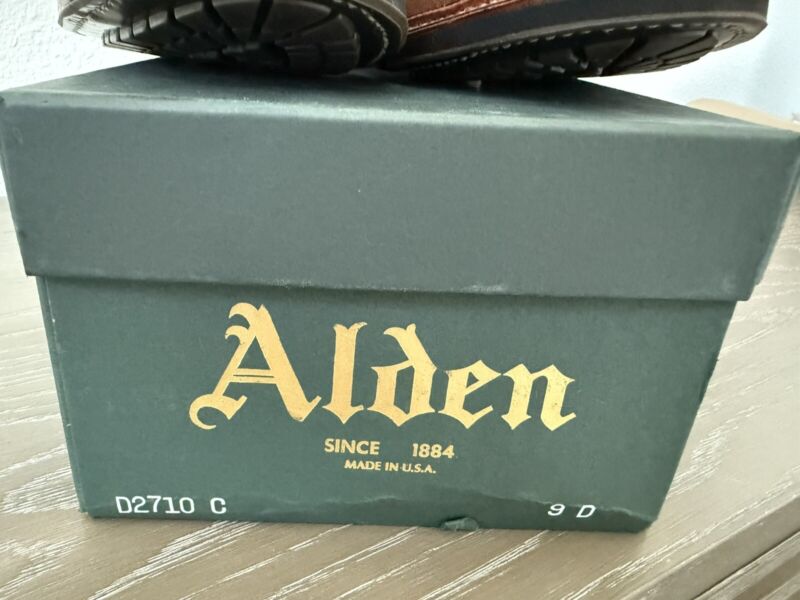 Alden
SINCE 1884
MADE IN U.S.A.
D2710 C 9 D